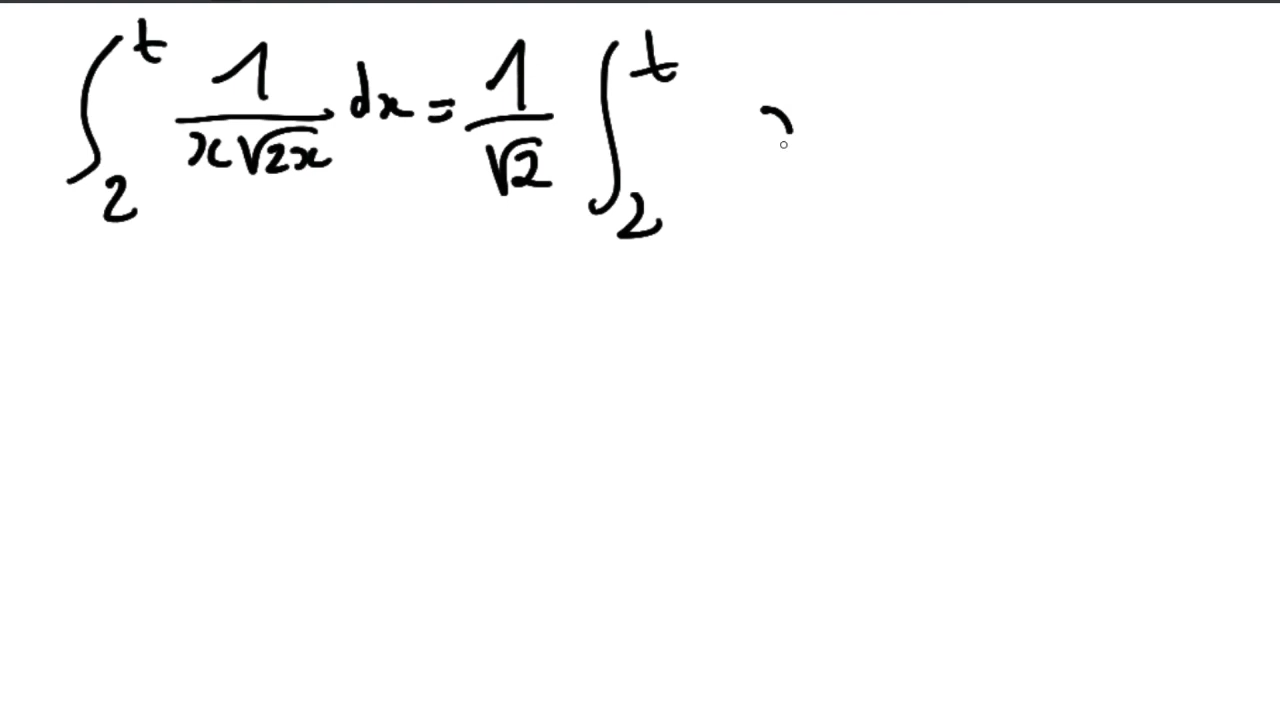 ∫₂ᵗ 1/(x√2x) dx = 1/√2 ∫₂ᵗ